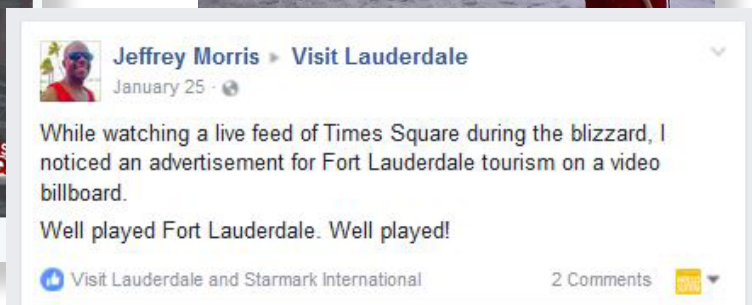 Jeffrey Morris ▸ Visit Lauderdale
January 25 ·
While watching a live feed of Times Square during the blizzard, I
noticed an advertisement for Fort Lauderdale tourism on a video
billboard.
Well played Fort Lauderdale. Well played!
Visit Lauderdale and Starmark International 2 Comments